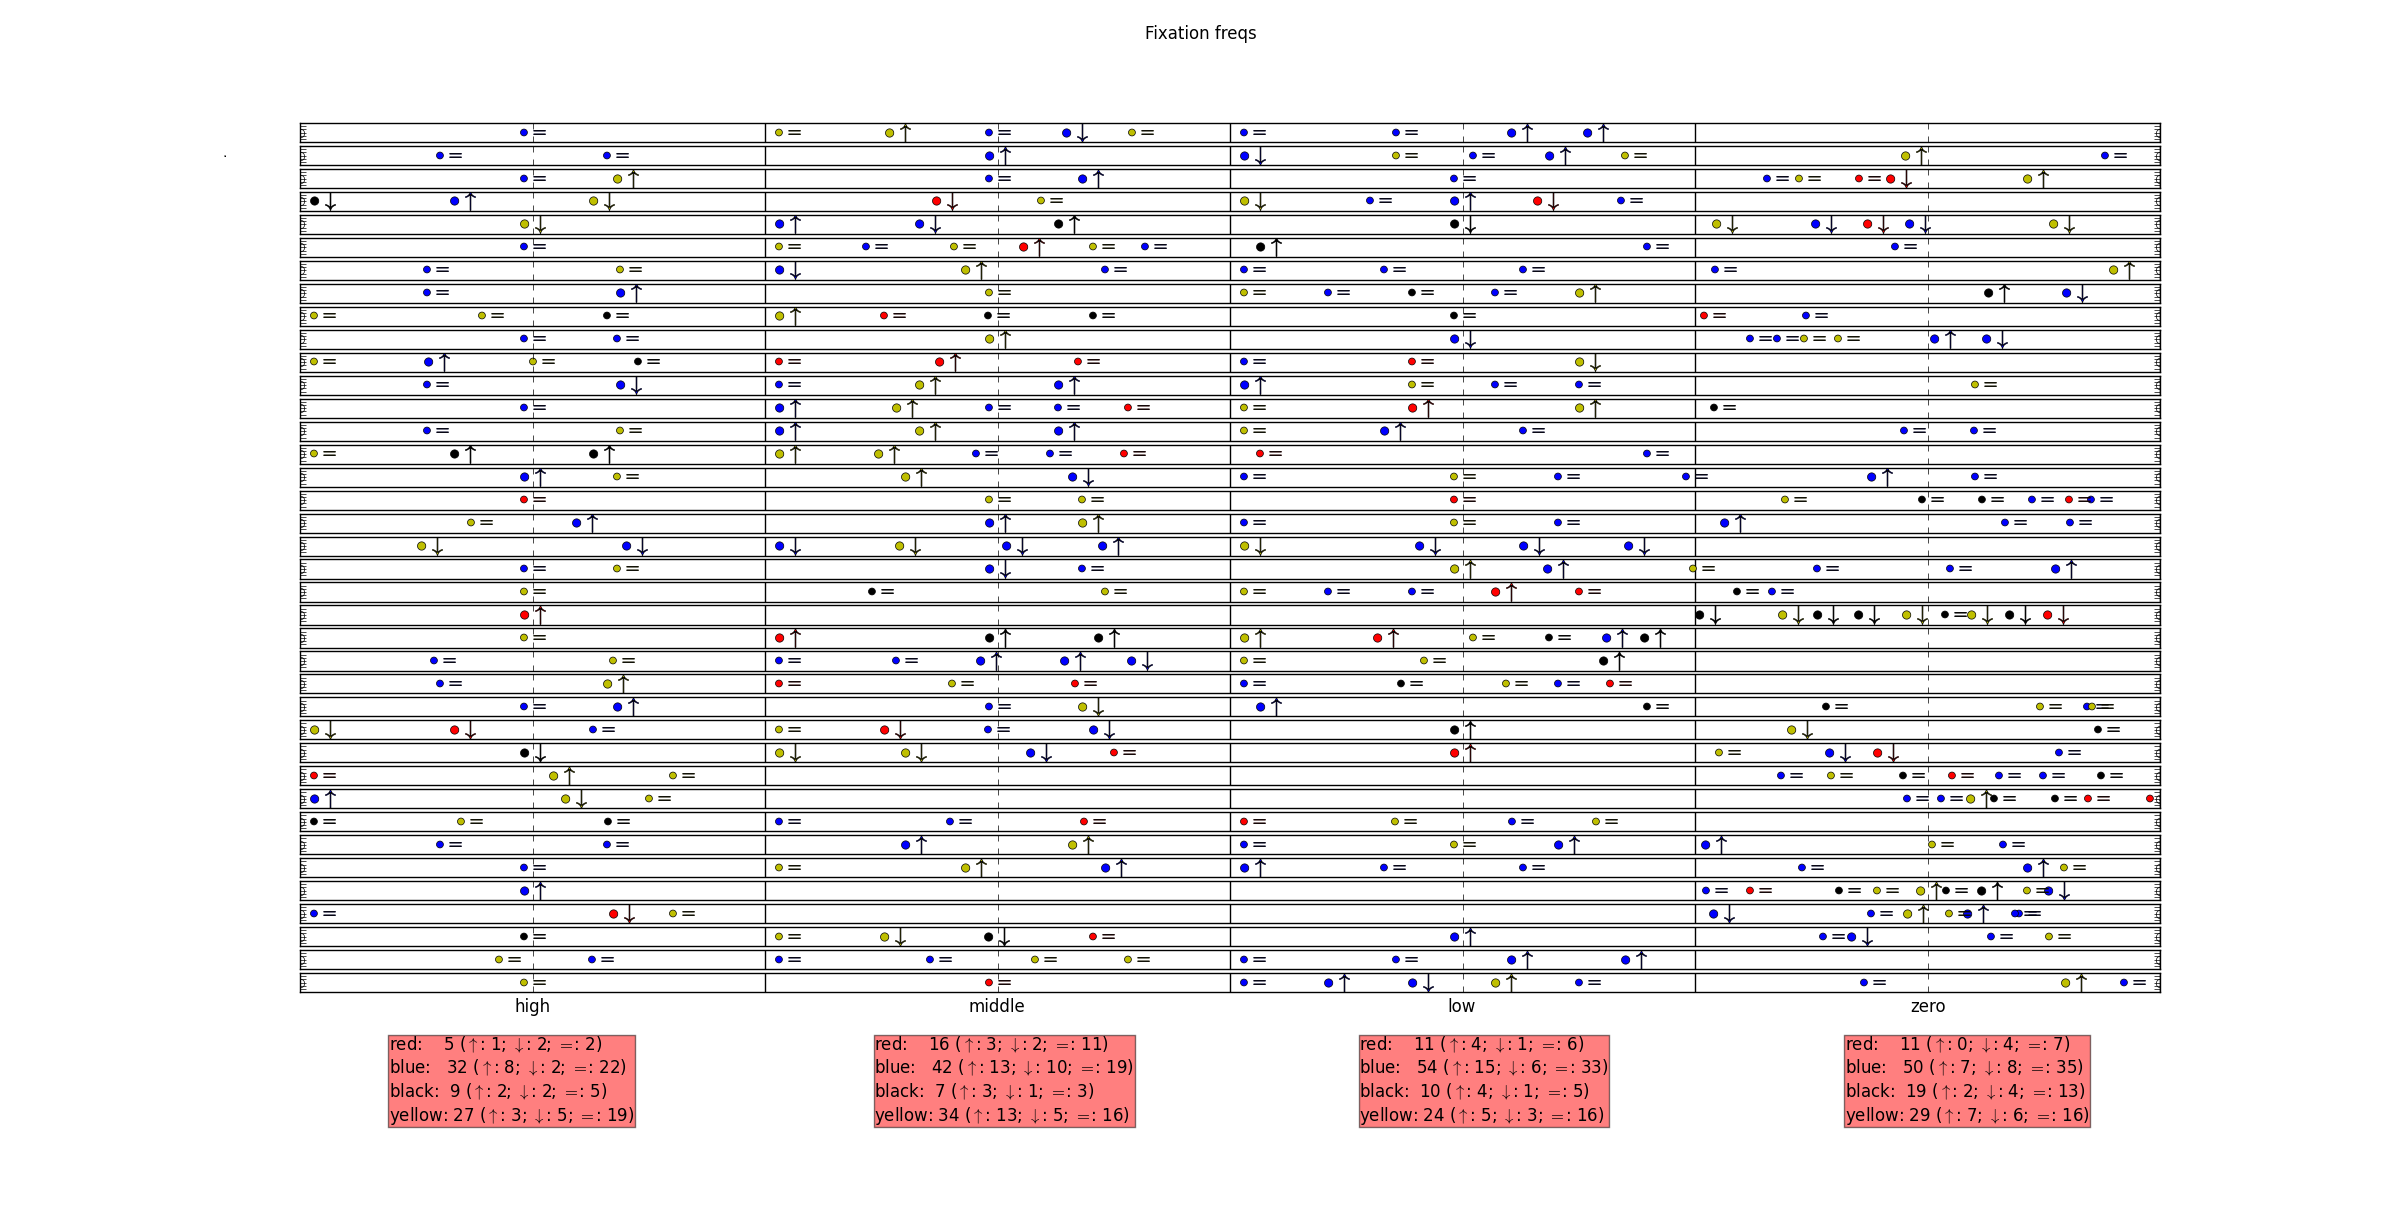 Fixation freqs
high
middle
low
zero
red: 5 (↑: 1; ↓: 2; =: 2)
blue: 32 (↑: 8; ↓: 2; =: 22)
black: 9 (↑: 2; ↓: 2; =: 5)
yellow: 27 (↑: 3; ↓: 5; =: 19)
red: 16 (↑: 3; ↓: 2; =: 11)
blue: 42 (↑: 13; ↓: 10; =: 19)
black: 7 (↑: 3; ↓: 1; =: 3)
yellow: 34 (↑: 13; ↓: 5; =: 16)
red: 11 (↑: 4; ↓: 1; =: 6)
blue: 54 (↑: 15; ↓: 6; =: 33)
black: 10 (↑: 4; ↓: 1; =: 5)
yellow: 24 (↑: 5; ↓: 3; =: 16)
red: 11 (↑: 0; ↓: 4; =: 7)
blue: 50 (↑: 7; ↓: 8; =: 35)
black: 19 (↑: 2; ↓: 4; =: 13)
yellow: 29 (↑: 7; ↓: 6; =: 16)